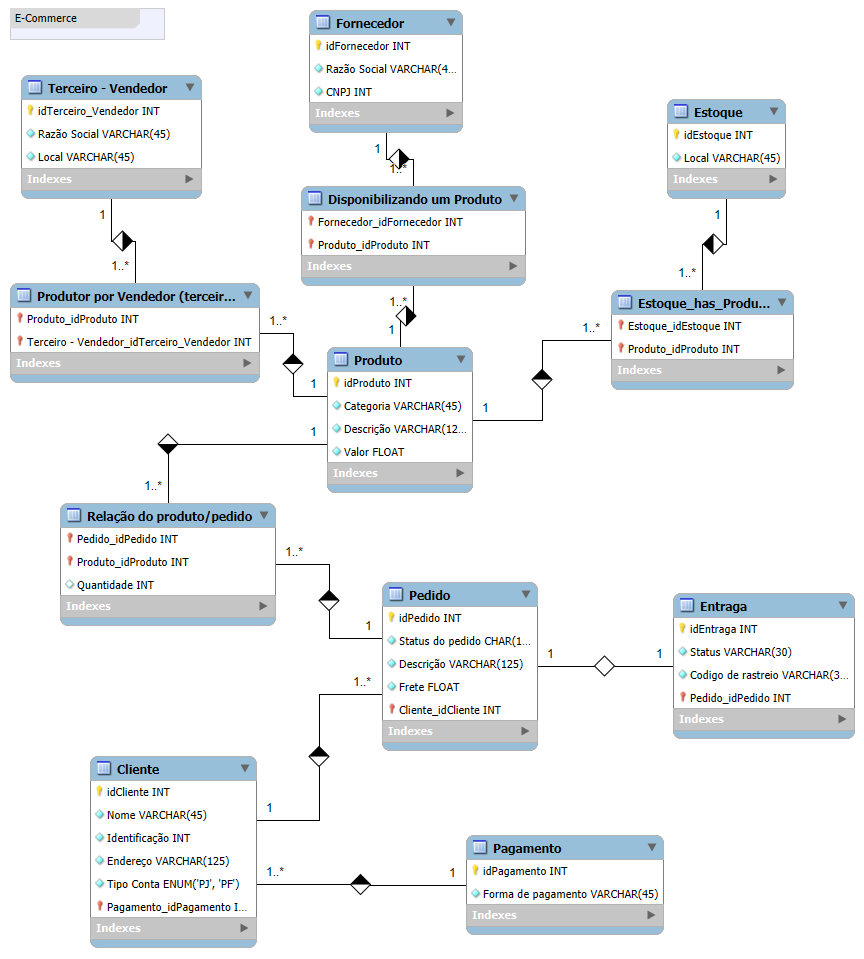 E-Commerce
Fornecedor
idFornecedor INT
Razão Social VARCHAR(4...
CNPJ INT
Indexes
Terceiro - Vendedor
idTerceiro_Vendedor INT
Razão Social VARCHAR(45)
Local VARCHAR(45)
Indexes
Estoque
idEstoque INT
Local VARCHAR(45)
Indexes
1
1..*
Disponibilizando um Produto
Fornecedor_idFornecedor INT
Produto_idProduto INT
Indexes
1
1..*
1
1..*
Produtor por Vendedor (terceir...
Produto_idProduto INT
Terceiro - Vendedor_idTerceiro_Vendedor INT
Indexes
Estoque_has_Produ...
Estoque_idEstoque INT
Produto_idProduto INT
Indexes
1..*
1
1..*
1
1..*
1
Produto
idProduto INT
Categoria VARCHAR(45)
Descrição VARCHAR(12...
Valor FLOAT
Indexes
1
1..*
Relação do produto/pedido
Pedido_idPedido INT
Produto_idProduto INT
Quantidade INT
Indexes
1..*
1
Pedido
idPedido INT
Status do pedido CHAR(1...
Descrição VARCHAR(125)
Frete FLOAT
Cliente_idCliente INT
Indexes
1
1
Entraga
idEntraga INT
Status VARCHAR(30)
Codigo de rastreio VARCHAR(3...
Pedido_idPedido INT
Indexes
1..*
1
Cliente
idCliente INT
Nome VARCHAR(45)
Identificação INT
Endereço VARCHAR(125)
Tipo Conta ENUM('PJ', 'PF')
Pagamento_idPagamento I...
Indexes
1..*
1
Pagamento
idPagamento INT
Forma de pagamento VARCHAR(45)
Indexes